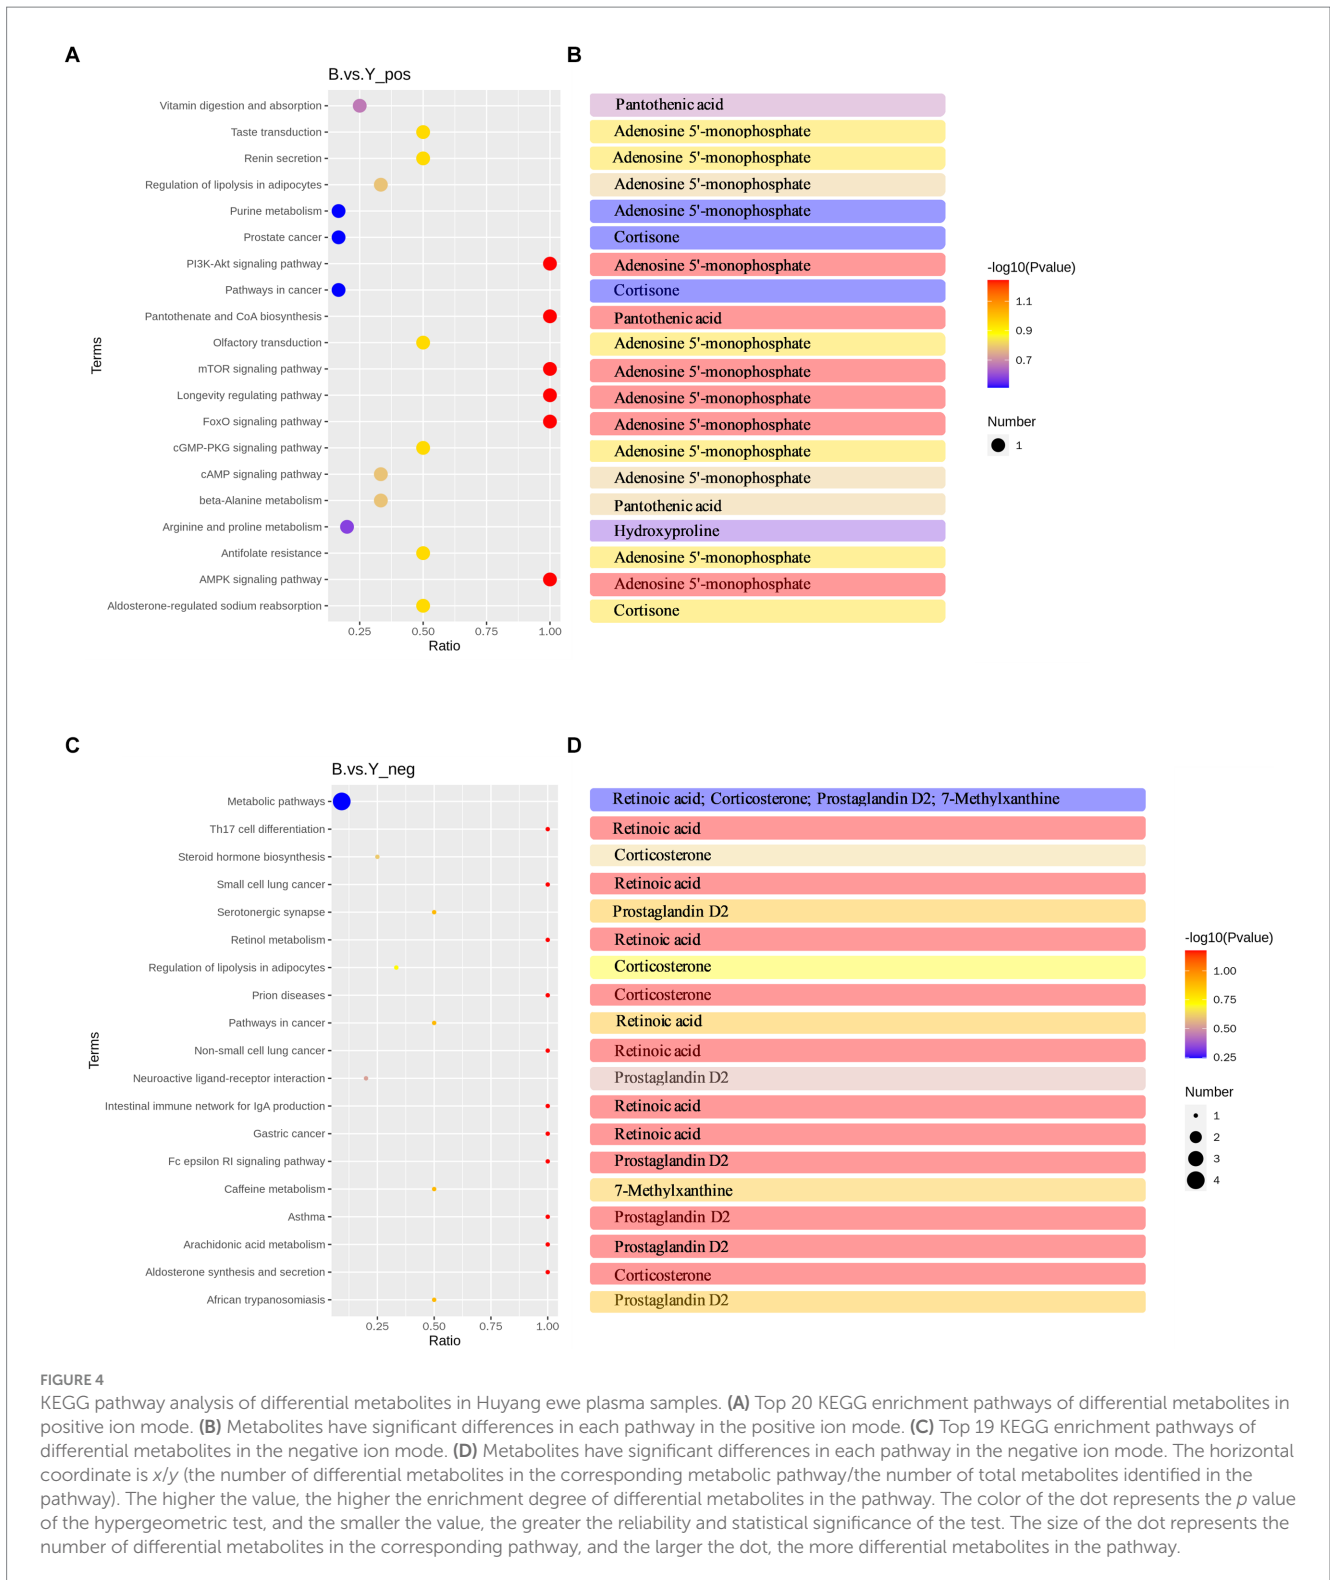 A
B
B.vs.Y_pos
Vitamin digestion and absorption
Taste transduction
Renin secretion
Regulation of lipolysis in adipocytes
Purine metabolism
Prostate cancer
PI3K-Akt signaling pathway
Pathways in cancer
Pantothenate and CoA biosynthesis
Olfactory transduction
mTOR signaling pathway
Longevity regulating pathway
FoxO signaling pathway
cGMP-PKG signaling pathway
cAMP signaling pathway
beta-Alanine metabolism
Arginine and proline metabolism
Antifolate resistance
AMPK signaling pathway
Aldosterone-regulated sodium reabsorption
Terms
0.25 0.50 0.75 1.00
Ratio
Pantothenic acid
Adenosine 5'-monophosphate
Adenosine 5'-monophosphate
Adenosine 5'-monophosphate
Adenosine 5'-monophosphate
Cortisone
Adenosine 5'-monophosphate
Cortisone
Pantothenic acid
Adenosine 5'-monophosphate
Adenosine 5'-monophosphate
Adenosine 5'-monophosphate
Adenosine 5'-monophosphate
Adenosine 5'-monophosphate
Adenosine 5'-monophosphate
Pantothenic acid
Hydroxyproline
Adenosine 5'-monophosphate
Adenosine 5'-monophosphate
Cortisone
-log10(Pvalue)
1.1
0.9
0.7
Number
1
C
D
B.vs.Y_neg
Metabolic pathways
Th17 cell differentiation
Steroid hormone biosynthesis
Small cell lung cancer
Serotonergic synapse
Retinol metabolism
Regulation of lipolysis in adipocytes
Prion diseases
Pathways in cancer
Non-small cell lung cancer
Neuroactive ligand-receptor interaction
Intestinal immune network for IgA production
Gastric cancer
Fc epsilon RI signaling pathway
Caffeine metabolism
Asthma
Arachidonic acid metabolism
Aldosterone synthesis and secretion
African trypanosomiasis
Terms
0.25 0.50 0.75 1.00
Ratio
Retinoic acid; Corticosterone; Prostaglandin D2; 7-Methylxanthine
Retinoic acid
Corticosterone
Retinoic acid
Prostaglandin D2
Retinoic acid
Corticosterone
Corticosterone
Retinoic acid
Retinoic acid
Prostaglandin D2
Retinoic acid
Retinoic acid
Prostaglandin D2
7-Methylxanthine
Prostaglandin D2
Prostaglandin D2
Corticosterone
Prostaglandin D2
-log10(Pvalue)
1.00
0.75
0.50
0.25
Number
1
2
3
4
FIGURE 4
KEGG pathway analysis of differential metabolites in Huyang ewe plasma samples. (A) Top 20 KEGG enrichment pathways of differential metabolites in
positive ion mode. (B) Metabolites have significant differences in each pathway in the positive ion mode. (C) Top 19 KEGG enrichment pathways of
differential metabolites in the negative ion mode. (D) Metabolites have significant differences in each pathway in the negative ion mode. The horizontal
coordinate is x/y (the number of differential metabolites in the corresponding metabolic pathway/the number of total metabolites identified in the
pathway). The higher the value, the higher the enrichment degree of differential metabolites in the pathway. The color of the dot represents the p value
of the hypergeometric test, and the smaller the value, the greater the reliability and statistical significance of the test. The size of the dot represents the
number of differential metabolites in the corresponding pathway, and the larger the dot, the more differential metabolites in the pathway.